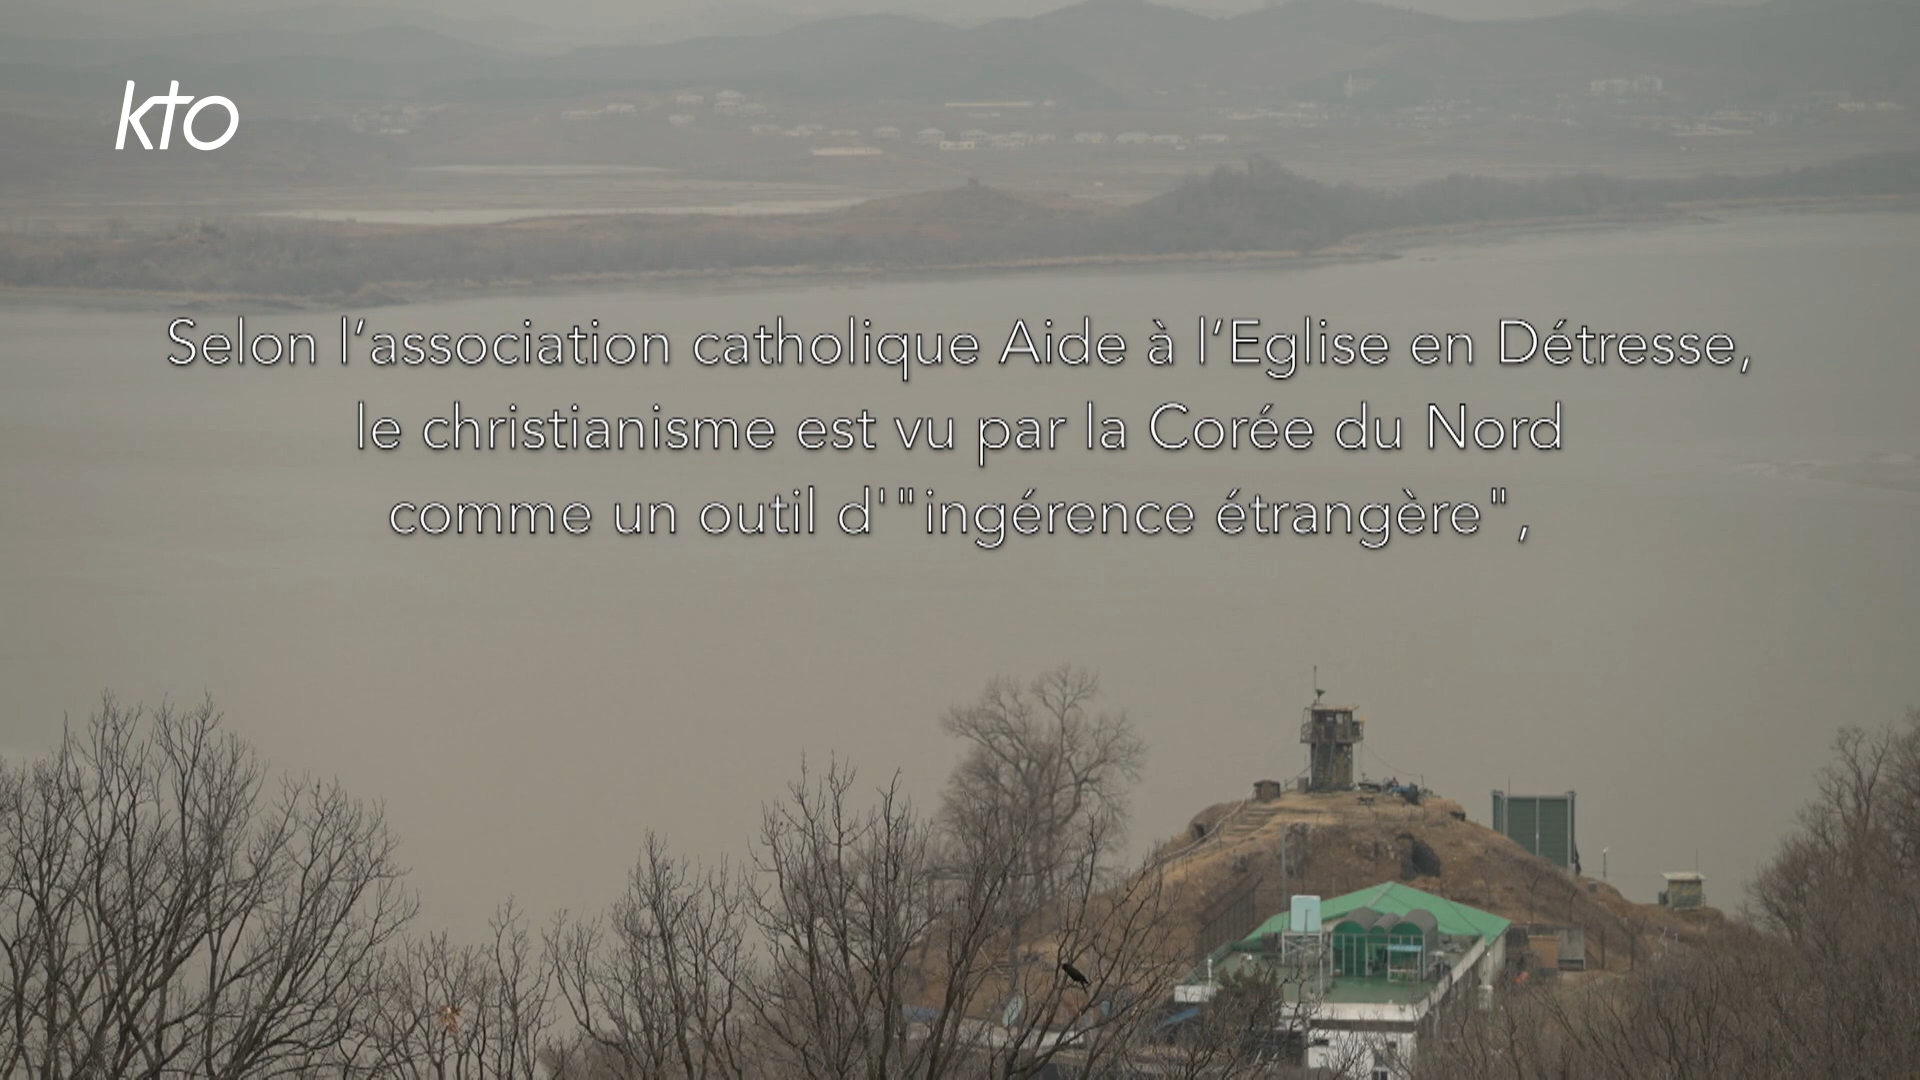 kto
Selon l’association catholique Aide à l’Eglise en Détresse,
le christianisme est vu par la Corée du Nord
comme un outil d'"ingérence étrangère",